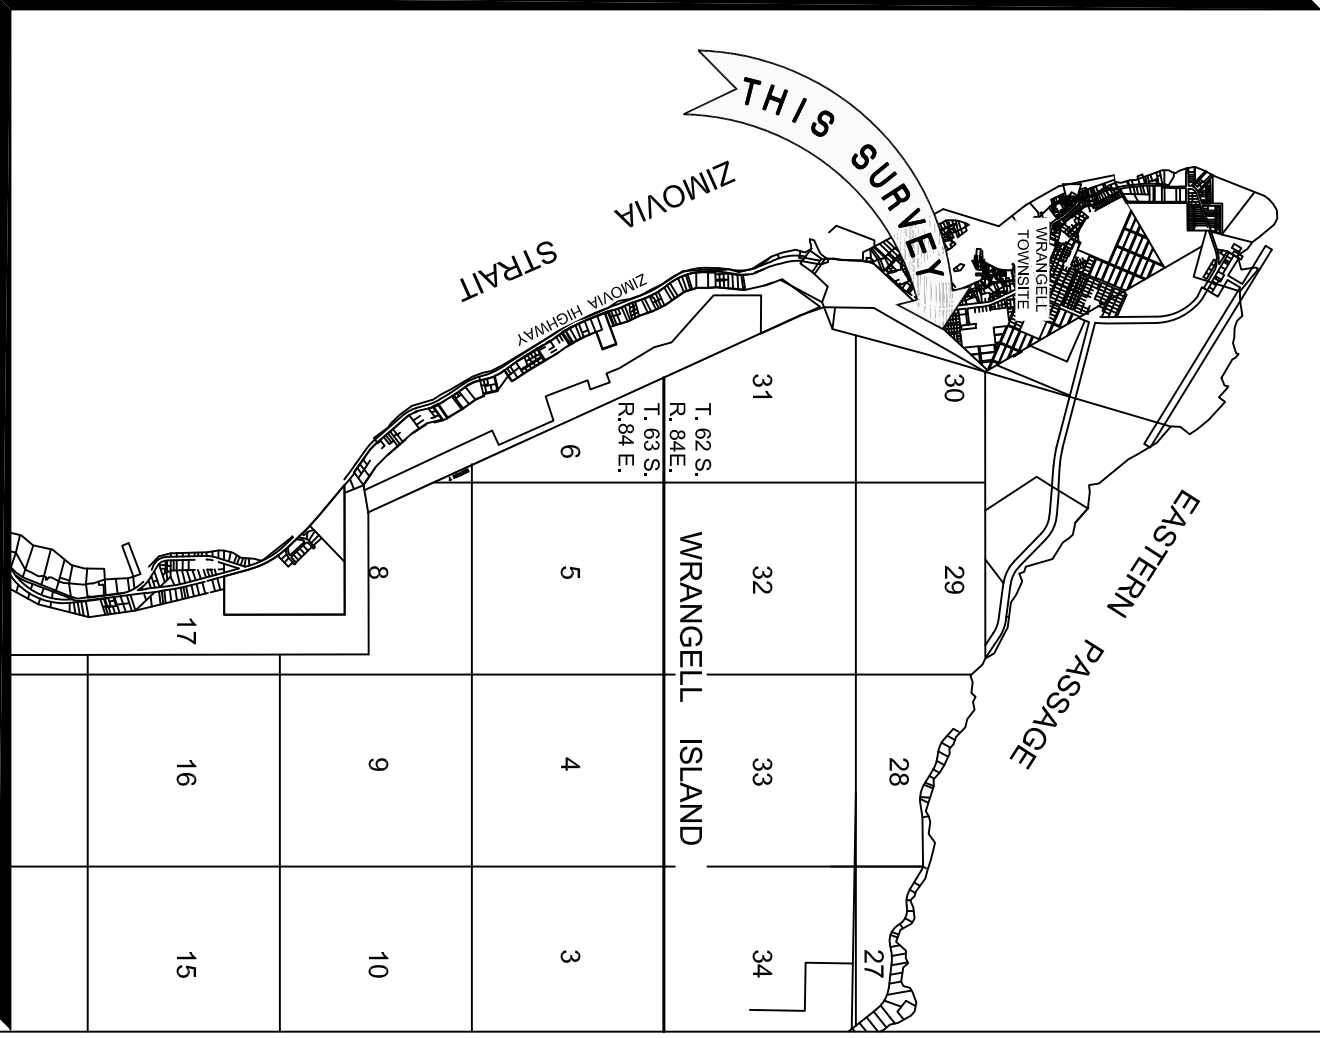 THIS SURVEY
ZIMOVIA
STRAIT
ZIMOVIA HIGHWAY
WRANGELL
TOWNSITE
EASTERN PASSAGE
WRANGELL ISLAND
T. 62 S.
R. 84E.
T. 63 S.
R.84 E.
30
29
28
27
31
32
33
34
6
5
4
3
8
9
10
17
16
15